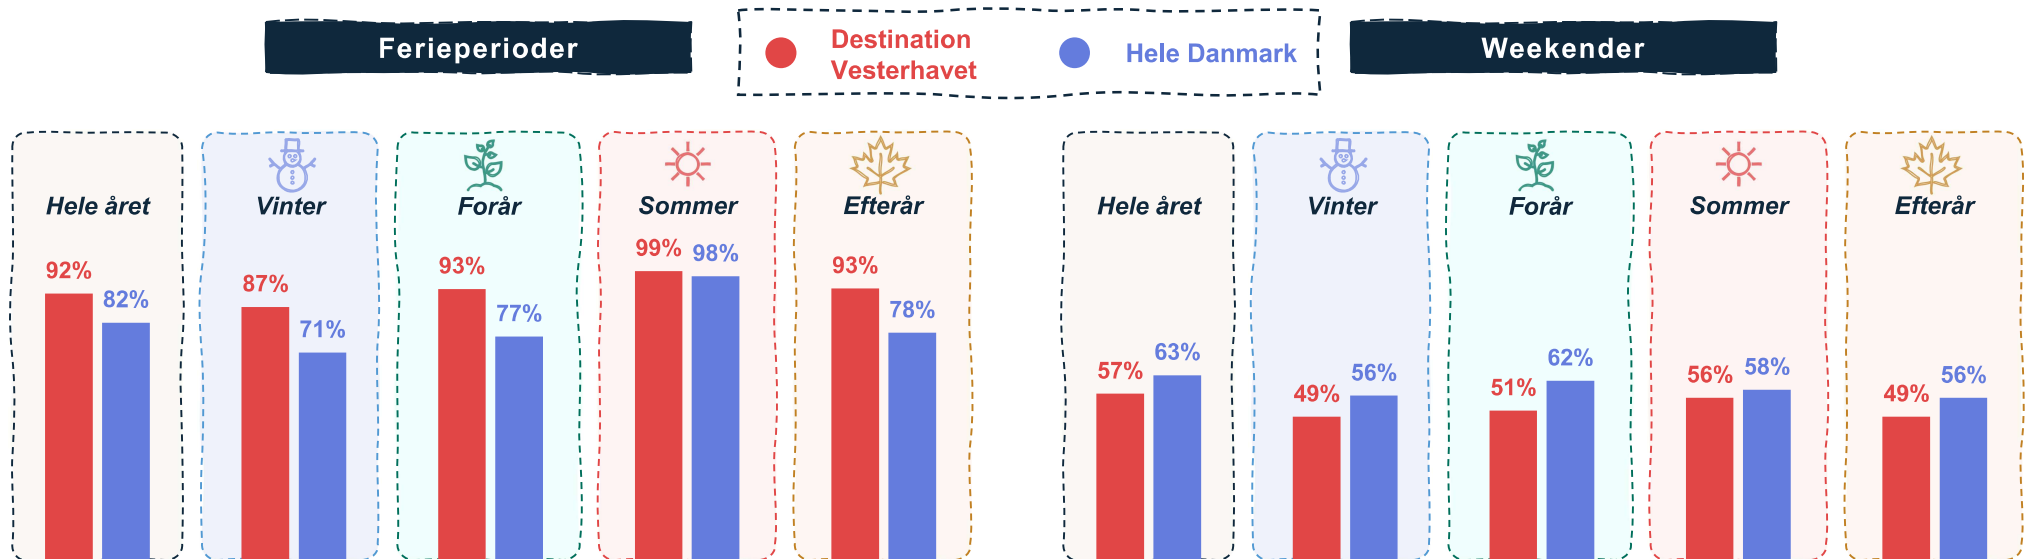 Ferieperioder
Destination
Vesterhavet
Hele Danmark
Weekender
Hele året
92%
82%
Vinter
87%
71%
Forår
93%
77%
Sommer
99%
98%
Efterår
93%
78%
Hele året
57%
63%
Vinter
49%
56%
Forår
51%
62%
Sommer
56%
58%
Efterår
49%
56%